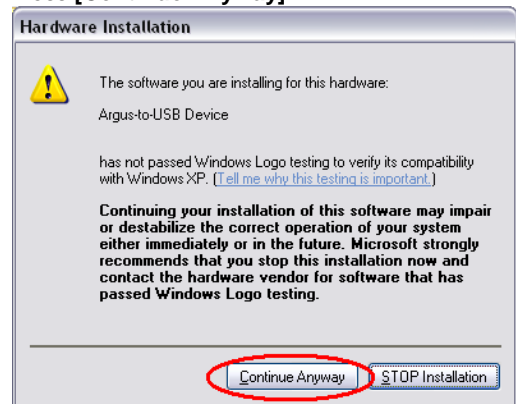 Hardware Installation
The software you are installing for this hardware:
Argus-to-USB Device
has not passed Windows Logo testing to verify its compatibility
with Windows XP. (Tell me why this testing is important.)
Continuing your installation of this software may impair
or destabilize the correct operation of your system
either immediately or in the future. Microsoft strongly
recommends that you stop this installation now and
contact the hardware vendor for software that has
passed Windows Logo testing.
Continue Anyway STOP Installation